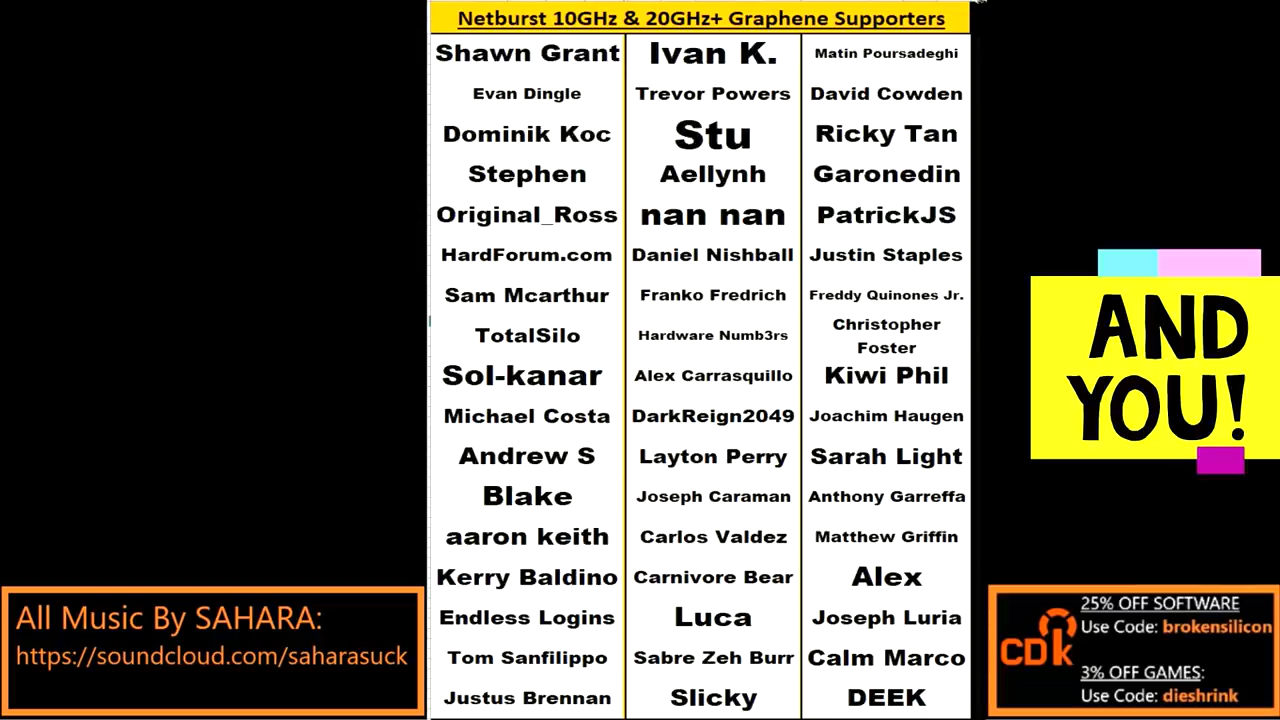 Netburst 10GHz & 20GHz+ Graphene Supporters
Shawn Grant
Ivan K.
Matin Poursadeghi
Evan Dingle
Trevor Powers
David Cowden
Dominik Koc
Stu
Ricky Tan
Stephen
Aellynh
Garonedin
Original_Ross
nan nan
PatrickJS
HardForum.com
Daniel Nishball
Justin Staples
Sam Mcarthur
Franko Fredrich
Freddy Quinones Jr.
TotalSilo
Hardware Numb3rs
Christopher
Foster
Sol-kanar
Alex Carrasquillo
Kiwi Phil
Michael Costa
DarkReign2049
Joachim Haugen
Andrew S
Layton Perry
Sarah Light
Blake
Joseph Caraman
Anthony Garreffa
aaron keith
Carlos Valdez
Matthew Griffin
Kerry Baldino
Carnivore Bear
Alex
Endless Logins
Luca
Joseph Luria
Tom Sanfilippo
Sabre Zeh Burr
Calm Marco
Justus Brennan
Slicky
DEEK
AND
YOU!
All Music By SAHARA:
https://soundcloud.com/saharasuck
CDk
25% OFF SOFTWARE
Use Code: brokensilicon
3% OFF GAMES:
Use Code: dieshrink